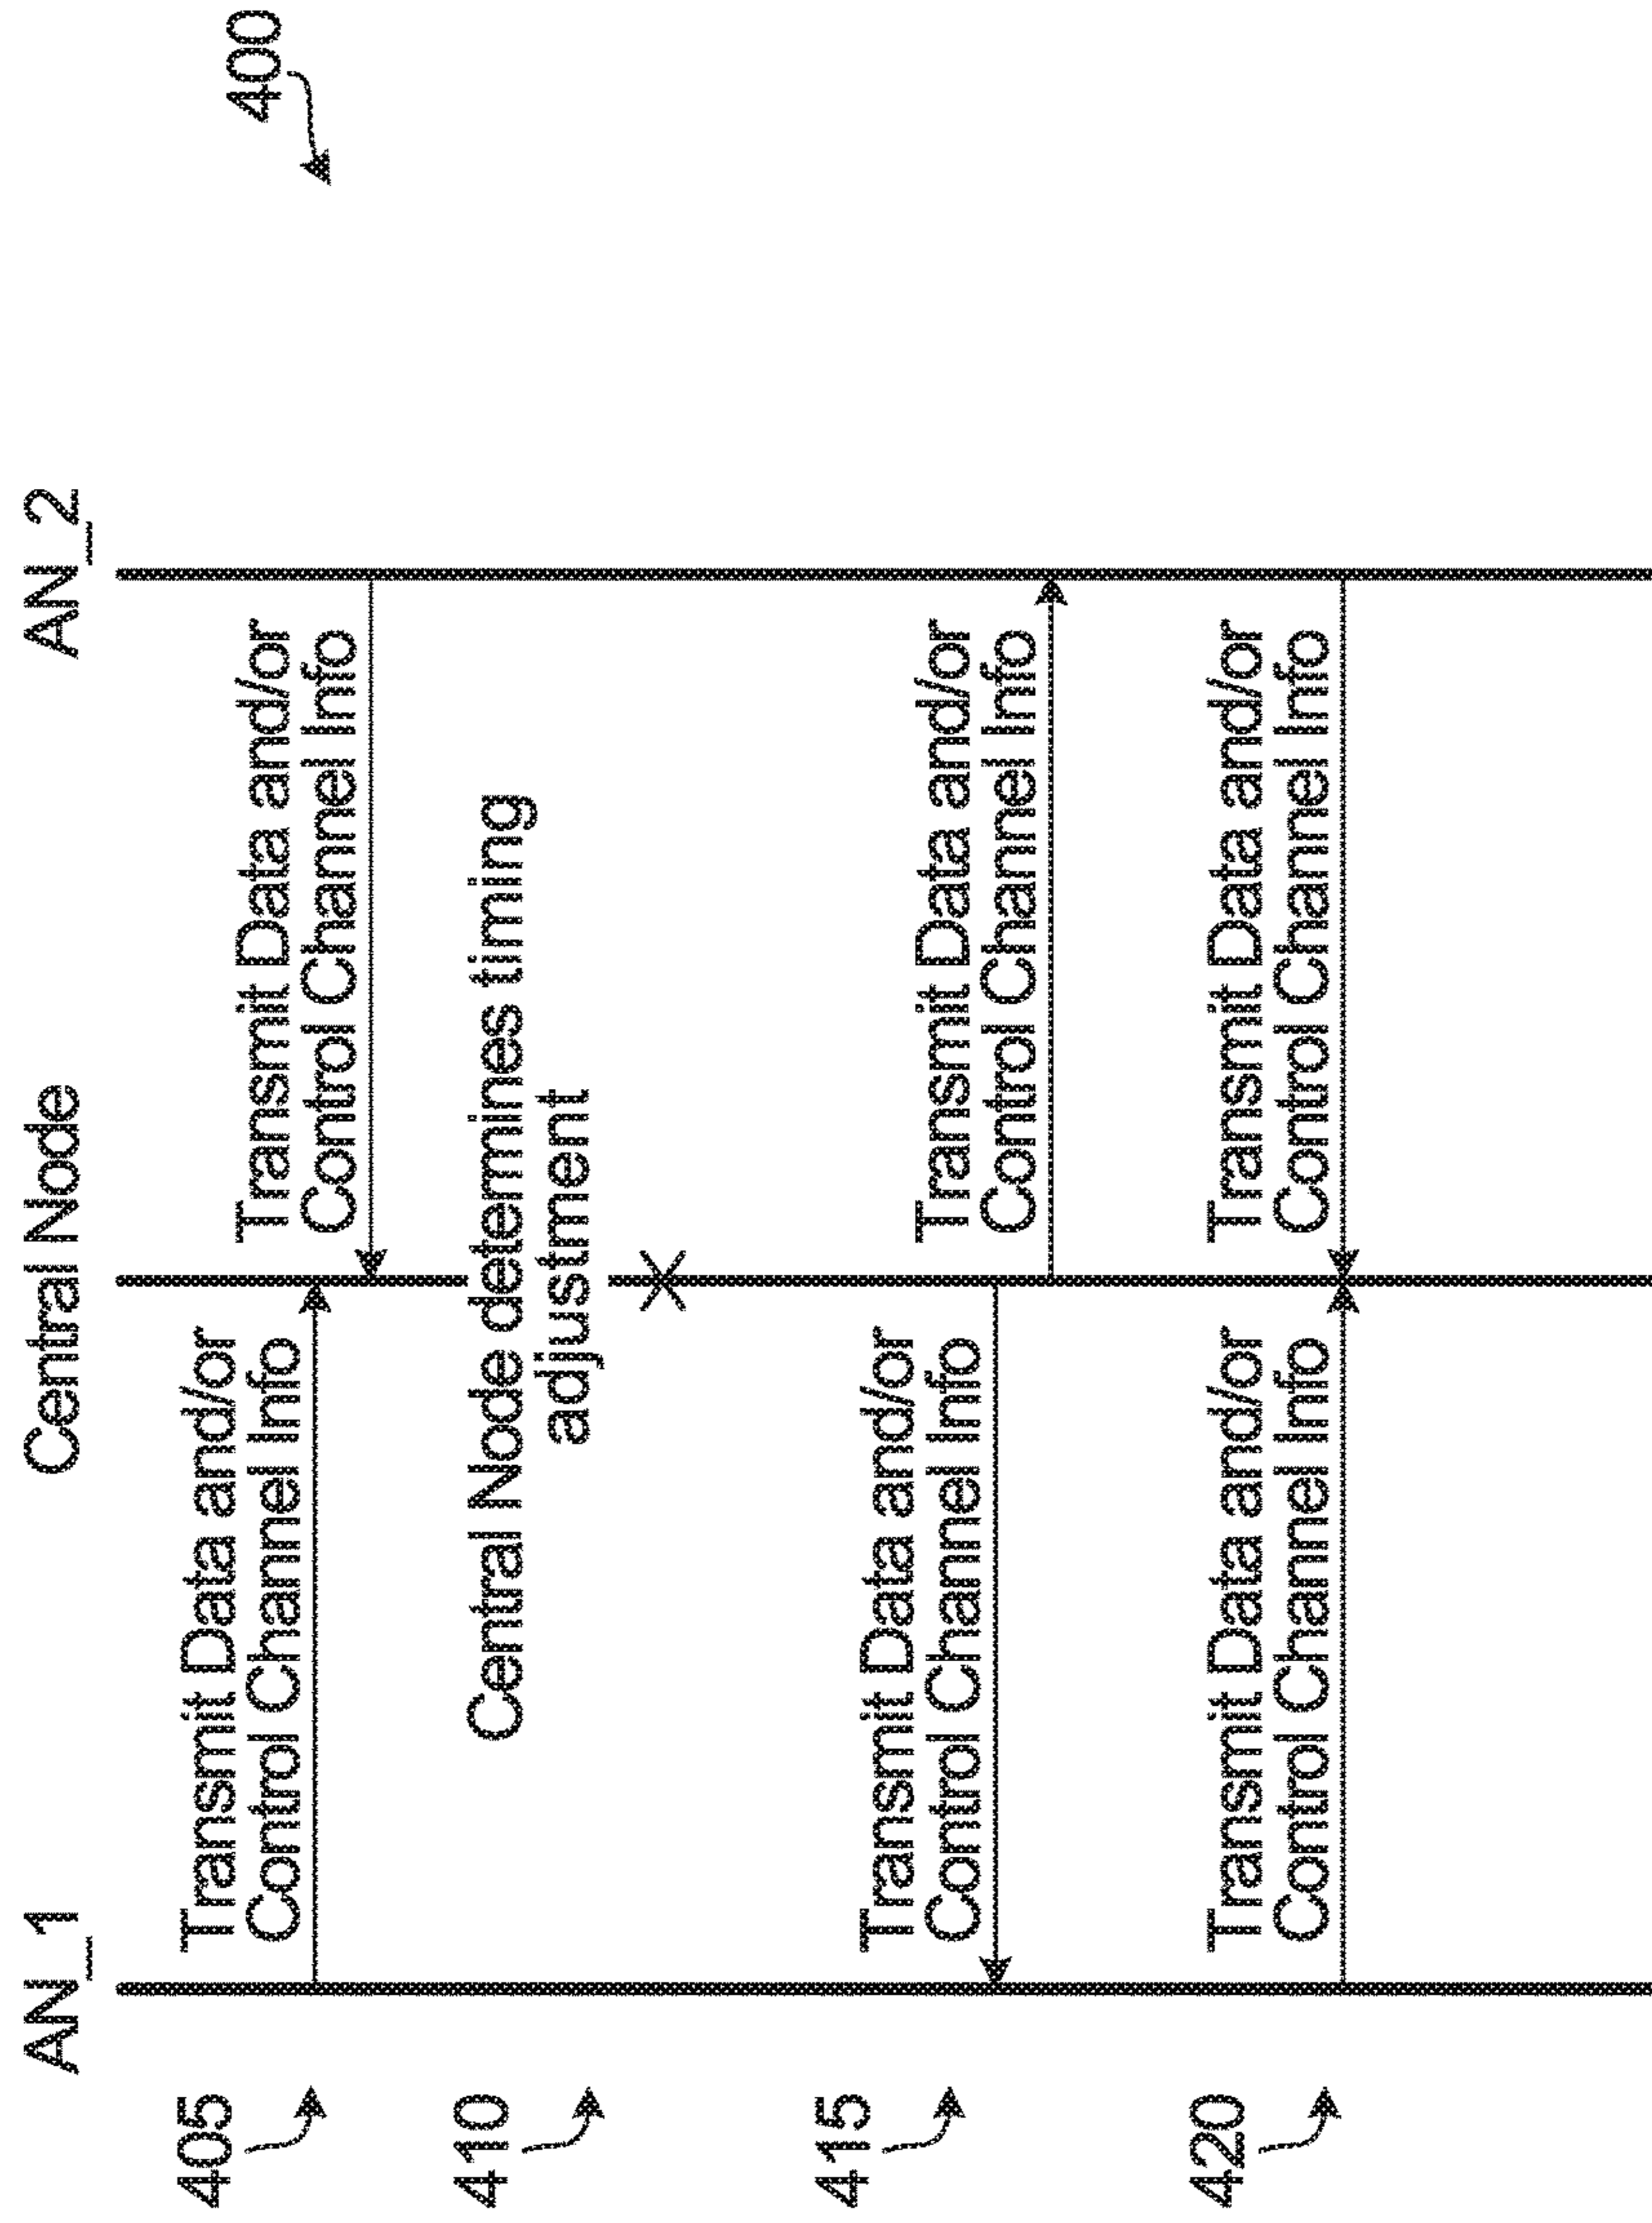 400
AN_1
Central Node
AN_2
405
Transmit Data and/or
Control Channel Info
Transmit Data and/or
Control Channel Info
410
Central Node determines timing
adjustment
415
Transmit Data and/or
Control Channel Info
Transmit Data and/or
Control Channel Info
420
Transmit Data and/or
Control Channel Info
Transmit Data and/or
Control Channel Info